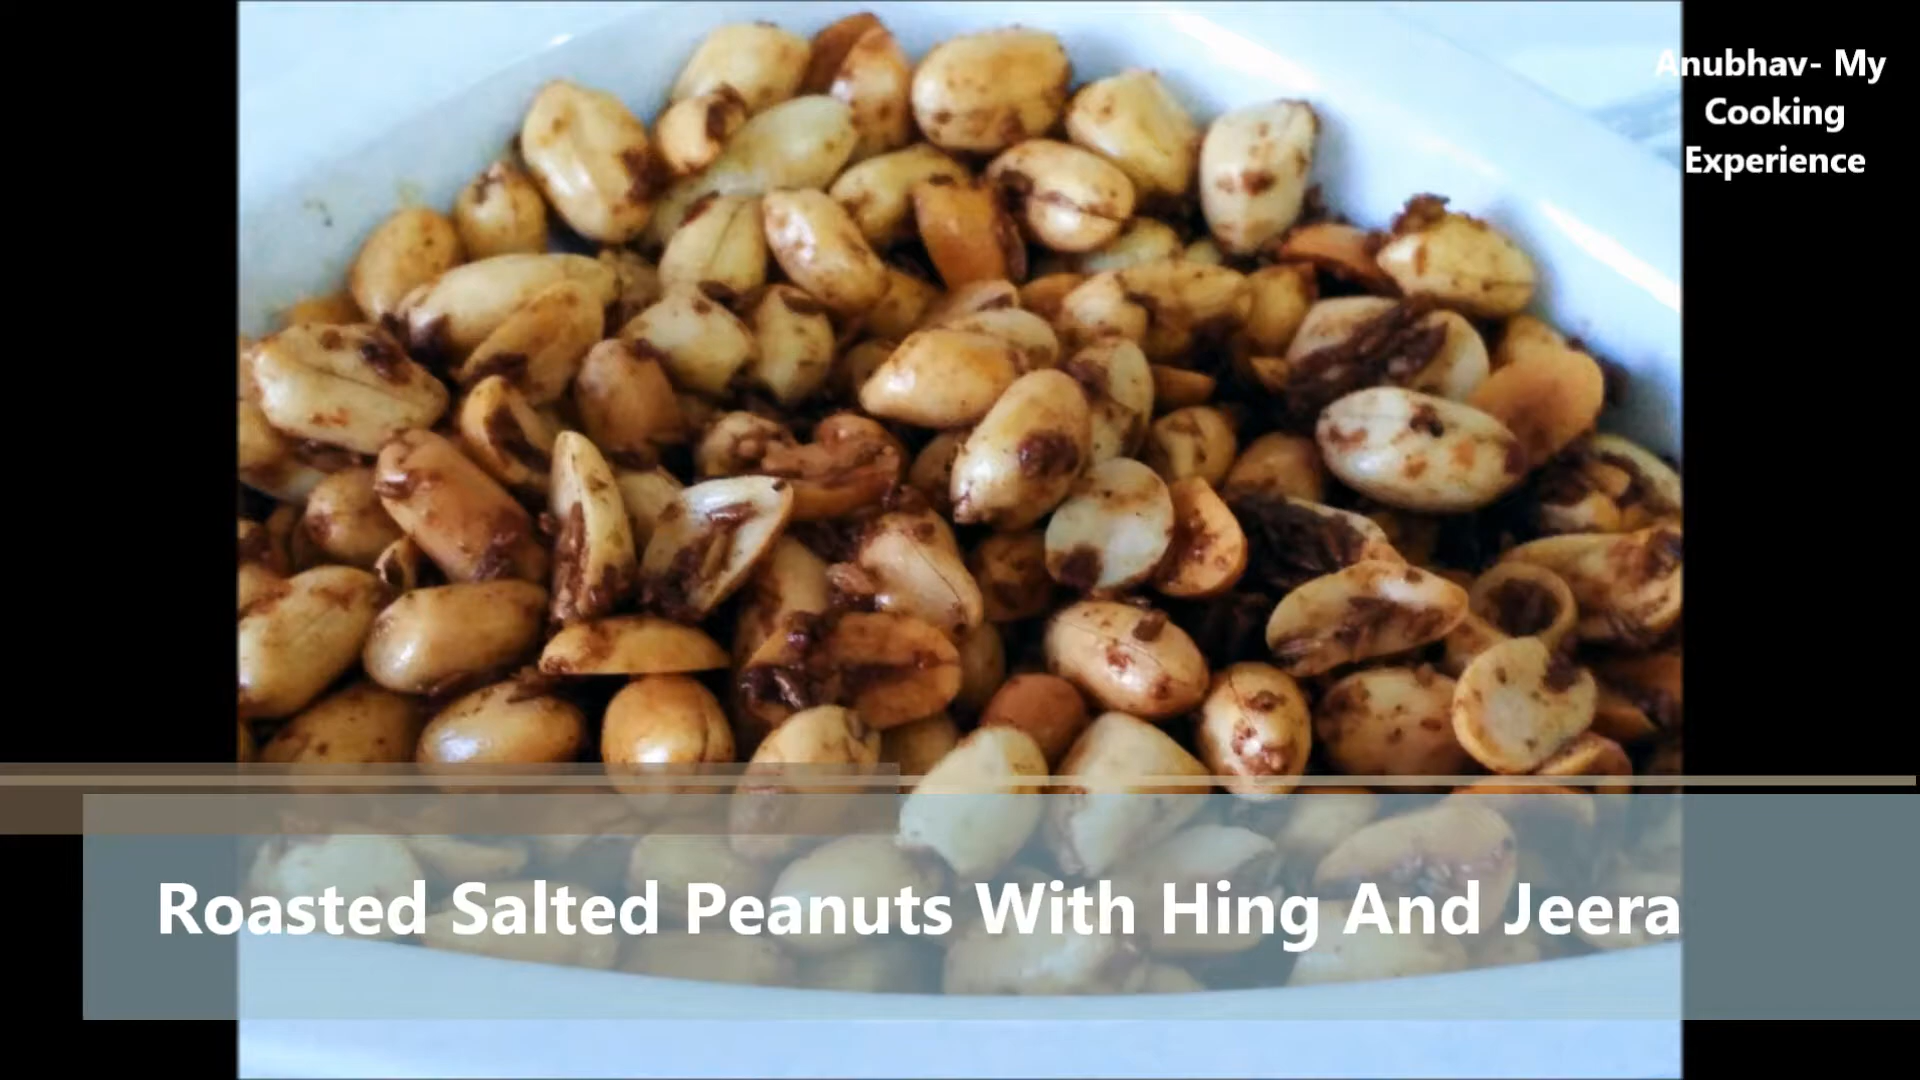 Anubhav- My
Cooking
Experience
Roasted Salted Peanuts With Hing And Jeera